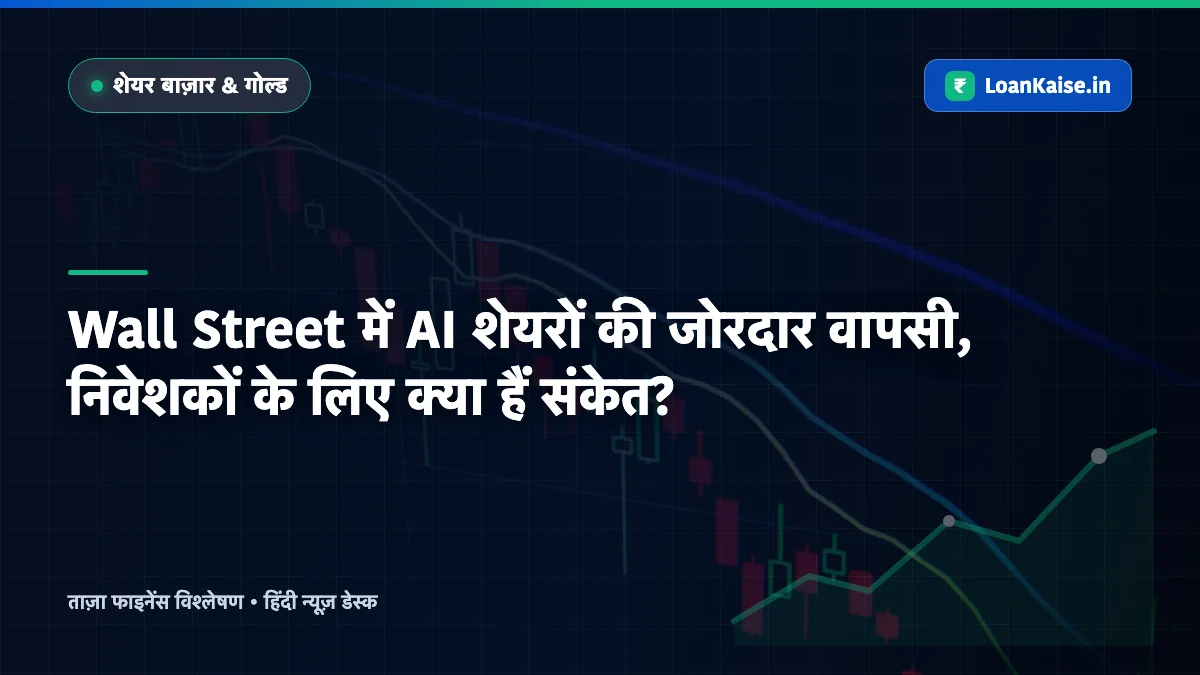 शेयर बाज़ार & गोल्ड
₹ LoanKaise.in
Wall Street में AI शेयरों की जोरदार वापसी,
निवेशकों के लिए क्या हैं संकेत?
ताज़ा फाइनेंस विश्लेषण • हिंदी न्यूज़ डेस्क